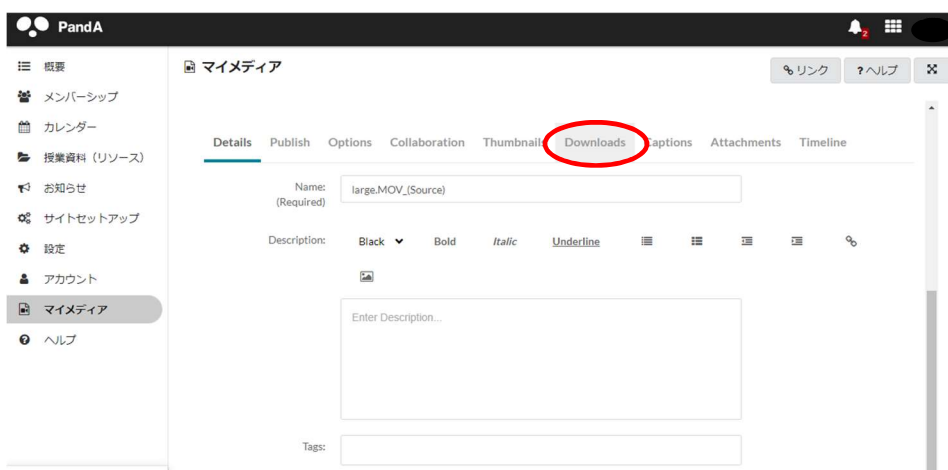 PandA
2
概要
メンバーシップ
カレンダー
授業資料（リソース）
お知らせ
サイトセットアップ
設定
アカウント
マイメディア
ヘルプ
マイメディア
リンク
?ヘルプ
Details Publish Options Collaboration Thumbnails Downloads Captions Attachments Timeline
Name:
(Required)
large.MOV_(Source)
Description:
Black Bold Italic Underline
Enter Description...
Tags: